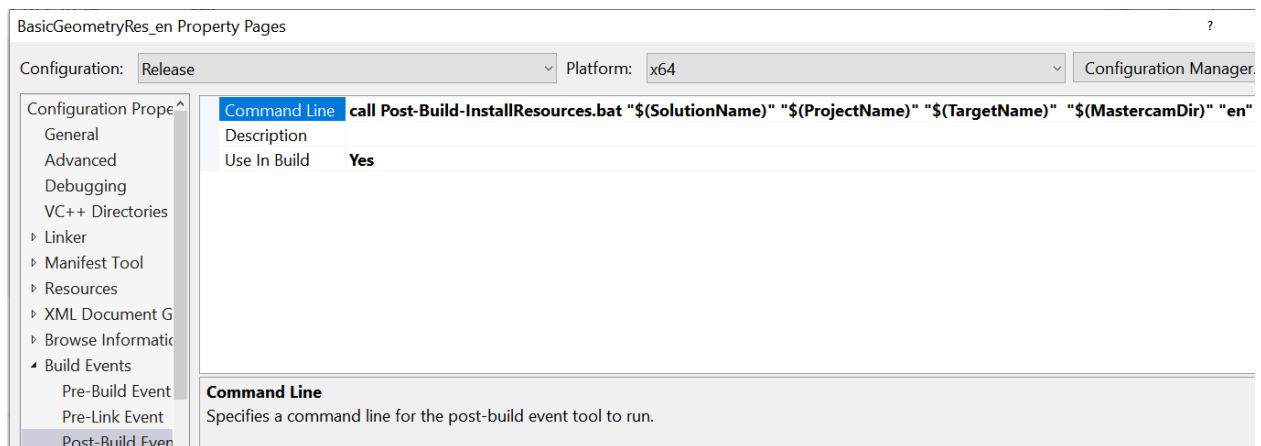 BasicGeometryRes_en Property Pages ?
Configuration: Release Platform: x64 Configuration Manager.
Configuration Prope
General
Advanced
Debugging
VC++ Directories
Linker
Manifest Tool
Resources
XML Document G
Browse Informatic
Build Events
Pre-Build Event
Pre-Link Event
Post-Build Even
Command Line call Post-Build-InstallResources.bat "$(SolutionName)" "$(ProjectName)" "$(TargetName)" "$(MastercamDir)" "en"
Description
Use In Build Yes
Command Line
Specifies a command line for the post-build event tool to run.